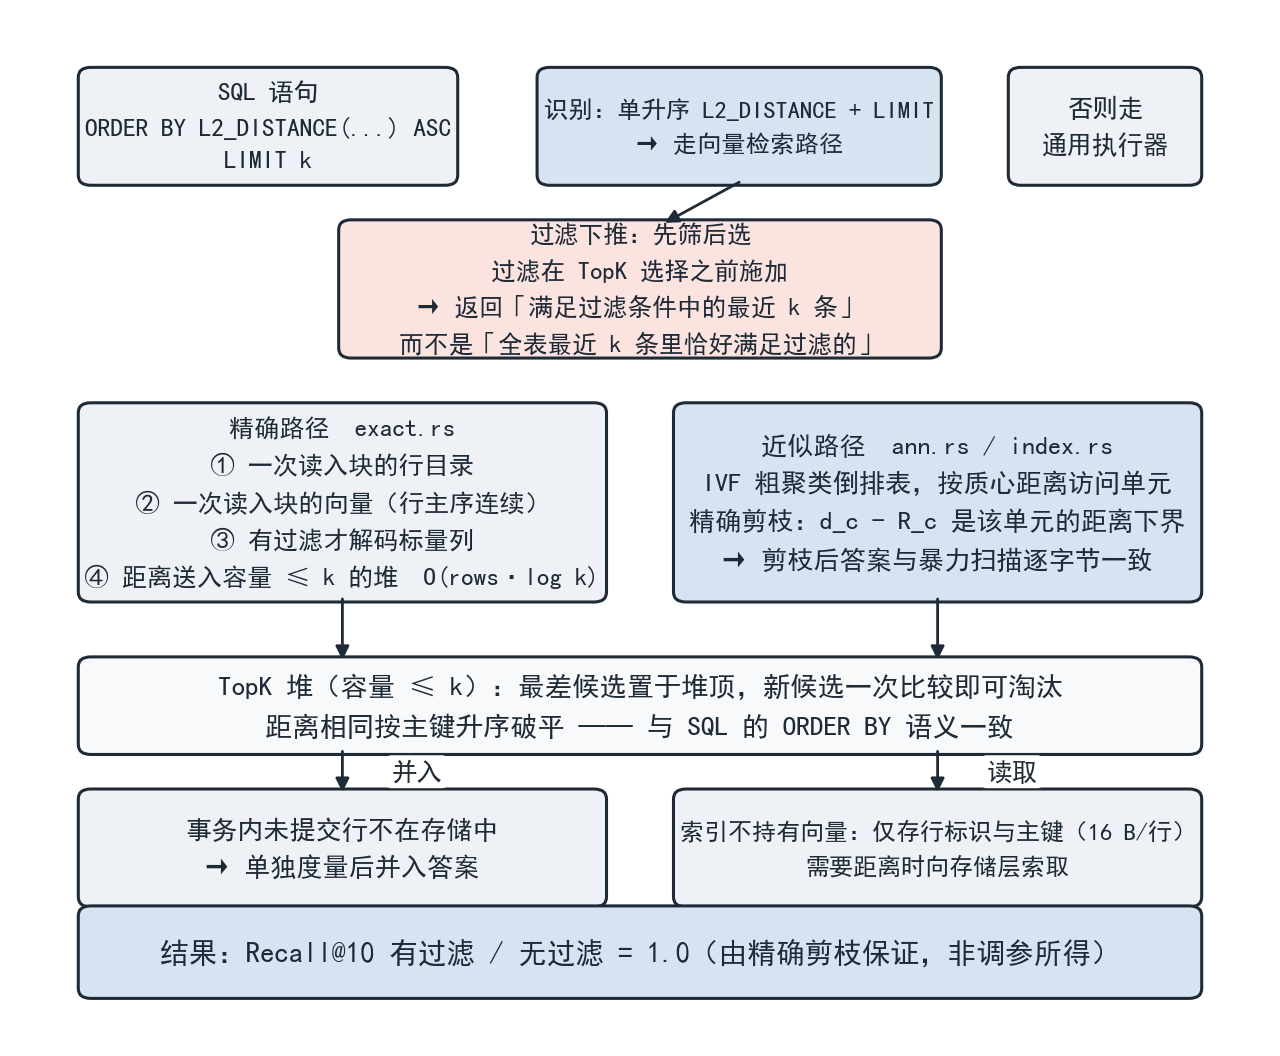 SQL 语句
ORDER BY L2_DISTANCE(...) ASC
LIMIT k
识别：单升序 L2_DISTANCE + LIMIT
→ 走向量检索路径
否则走
通用执行器
过滤下推：先筛后选
过滤在 TopK 选择之前施加
→ 返回「满足过滤条件中的最近 k 条」
而不是「全表最近 k 条里恰好满足过滤的」
精确路径  exact.rs
① 一次读入块的行目录
② 一次读入块的向量（行主序连续）
③ 有过滤才解码标量列
④ 距离送入容量 ≤ k 的堆  O(rows·log k)
近似路径  ann.rs / index.rs
IVF 粗聚类倒排表，按质心距离访问单元
精确剪枝：d_c − R_c 是该单元的距离下界
→ 剪枝后答案与暴力扫描逐字节一致
TopK 堆（容量 ≤ k）：最差候选置于堆顶，新候选一次比较即可淘汰
距离相同按主键升序破平 —— 与 SQL 的 ORDER BY 语义一致
并入
读取
事务内未提交行不在存储中
→ 单独度量后并入答案
索引不持有向量：仅存行标识与主键（16 B/行）
需要距离时向存储层索取
结果：Recall@10 有过滤 / 无过滤 = 1.0（由精确剪枝保证，非调参所得）